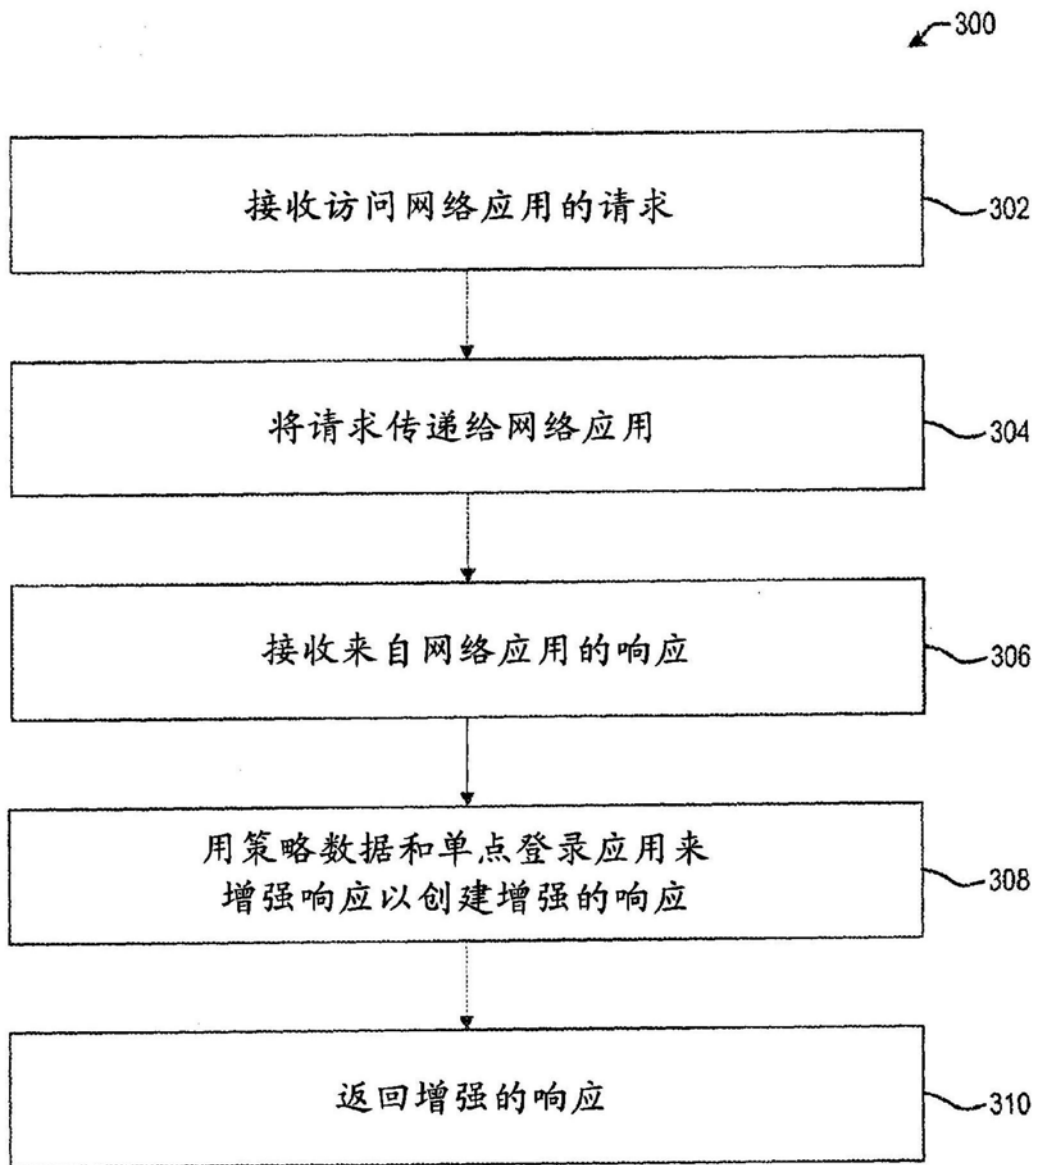 300
接收访问网络应用的请求
302
将请求传递给网络应用
304
接收来自网络应用的响应
306
用策略数据和单点登录应用来
增强响应以创建增强的响应
308
返回增强的响应
310